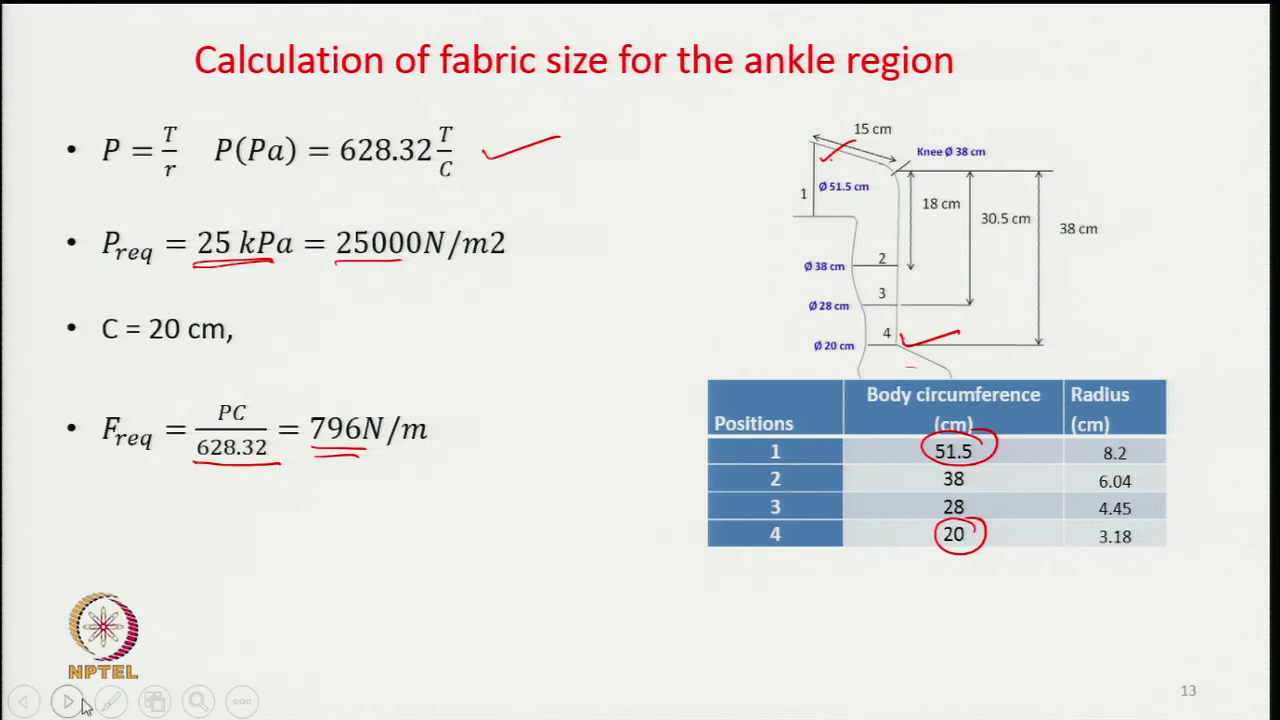 Calculation of fabric size for the ankle region
• P = T/r P(Pa) = 628.32 T/C
• P_req = 25 kPa = 25000N/m2
• C = 20 cm,
• F_req = PC/628.32 = 796N/m
15 cm
Knee Ø 38 cm
1
Ø 51.5 cm
18 cm
30.5 cm
38 cm
2
Ø 38 cm
3
Ø 28 cm
4
Ø 20 cm
Positions Body circumference (cm) Radius (cm)
1 51.5 8.2
2 38 6.04
3 28 4.45
4 20 3.18
NPTEL
13